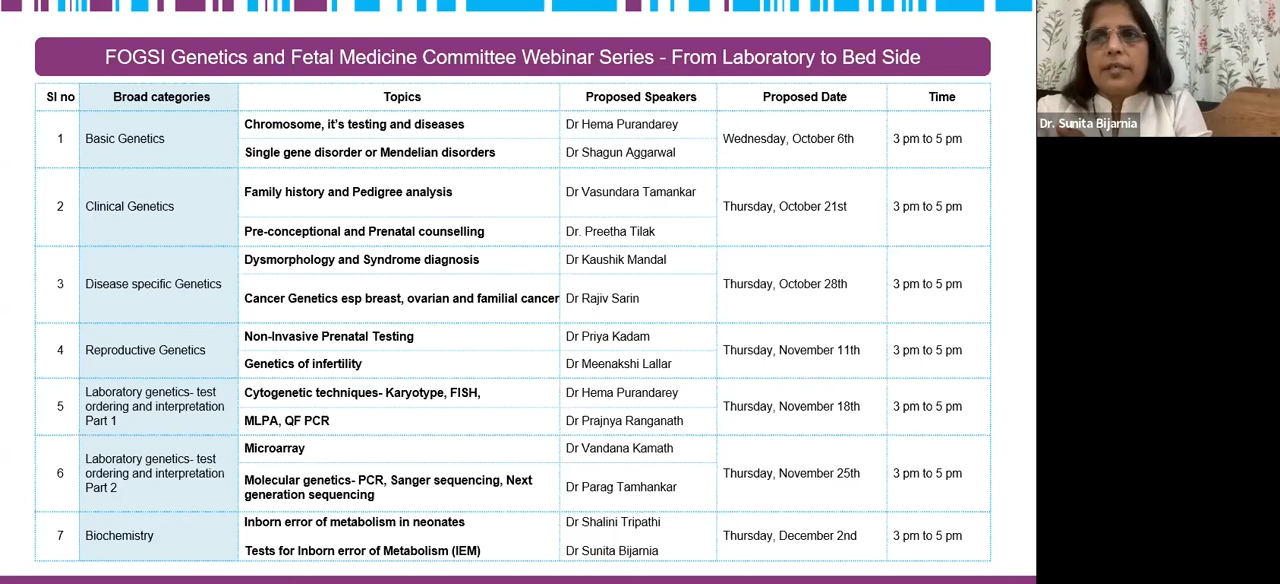 FOGSI Genetics and Fetal Medicine Committee Webinar Series - From Laboratory to Bed Side
Sl no Broad categories Topics Proposed Speakers Proposed Date Time
1 Basic Genetics Chromosome, it's testing and diseases Dr Hema Purandarey Wednesday, October 6th 3 pm to 5 pm
Single gene disorder or Mendelian disorders Dr Shagun Aggarwal
2 Clinical Genetics Family history and Pedigree analysis Dr Vasundara Tamankar Thursday, October 21st 3 pm to 5 pm
Pre-conceptional and Prenatal counselling Dr. Preetha Tilak
3 Disease specific Genetics Dysmorphology and Syndrome diagnosis Dr Kaushik Mandal Thursday, October 28th 3 pm to 5 pm
Cancer Genetics esp breast, ovarian and familial cancer Dr Rajiv Sarin
4 Reproductive Genetics Non-Invasive Prenatal Testing Dr Priya Kadam Thursday, November 11th 3 pm to 5 pm
Genetics of infertility Dr Meenakshi Lallar
5 Laboratory genetics- test
ordering and interpretation
Part 1 Cytogenetic techniques- Karyotype, FISH, Dr Hema Purandarey Thursday, November 18th 3 pm to 5 pm
MLPA, QF PCR Dr Prajnya Ranganath
6 Laboratory genetics- test
ordering and interpretation
Part 2 Microarray Dr Vandana Kamath Thursday, November 25th 3 pm to 5 pm
Molecular genetics- PCR, Sanger sequencing, Next
generation sequencing Dr Parag Tamhankar
7 Biochemistry Inborn error of metabolism in neonates Dr Shalini Tripathi Thursday, December 2nd 3 pm to 5 pm
Tests for Inborn error of Metabolism (IEM) Dr Sunita Bijarnia
Dr. Sunita Bijarnia